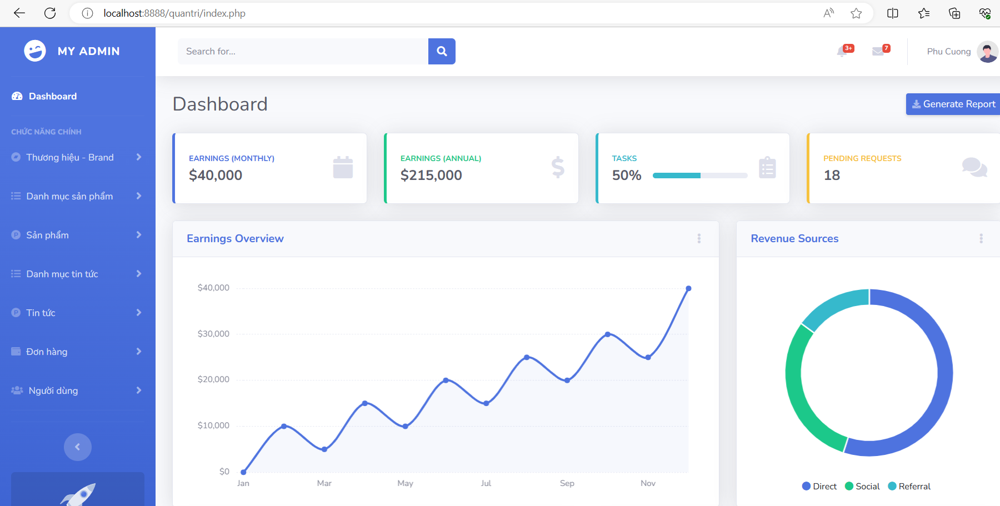 localhost:8888/quantri/index.php
MY ADMIN
Search for...
3+
7
Phu Cuong
Dashboard
CHỨC NĂNG CHÍNH
Thương hiệu - Brand
Danh mục sản phẩm
Sản phẩm
Danh mục tin tức
Tin tức
Đơn hàng
Người dùng
Dashboard
Generate Report
EARNINGS (MONTHLY)
$40,000
EARNINGS (ANNUAL)
$215,000
TASKS
50%
PENDING REQUESTS
18
Earnings Overview
$40,000
$30,000
$20,000
$10,000
$0
Jan Mar May Jul Sep Nov
Revenue Sources
Direct Social Referral